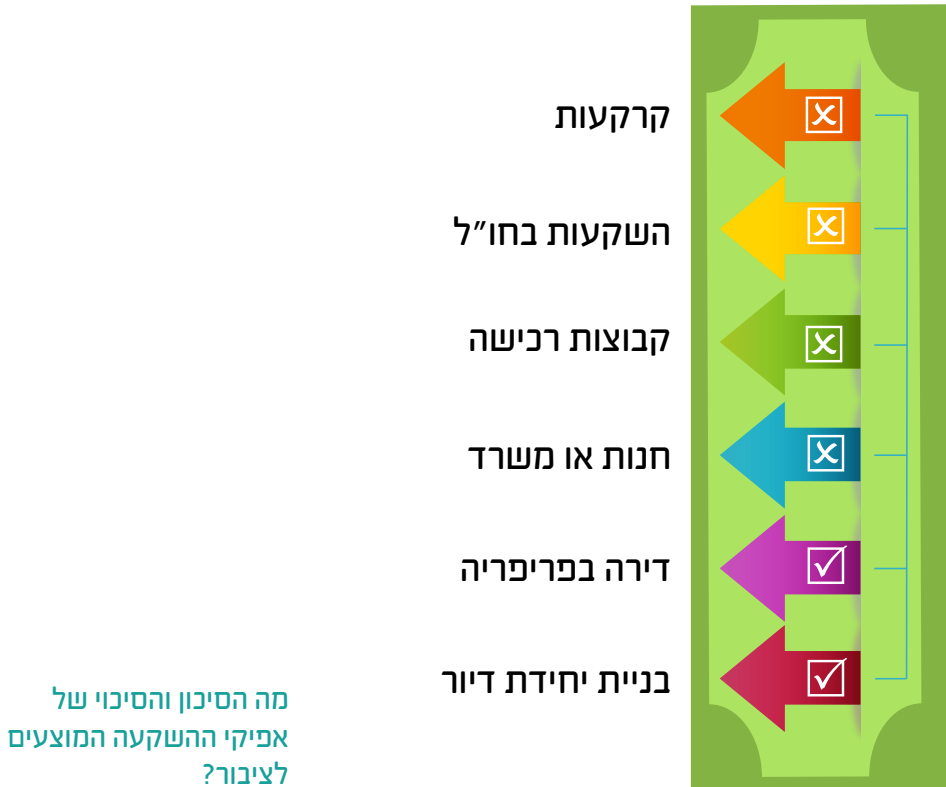 קרקעות
השקעות בחו"ל
קבוצות רכישה
חנות או משרד
דירה בפריפריה
בניית יחידת דיור
מה הסיכון והסיכוי של
אפיקי ההשקעה המוצעים
לציבור?